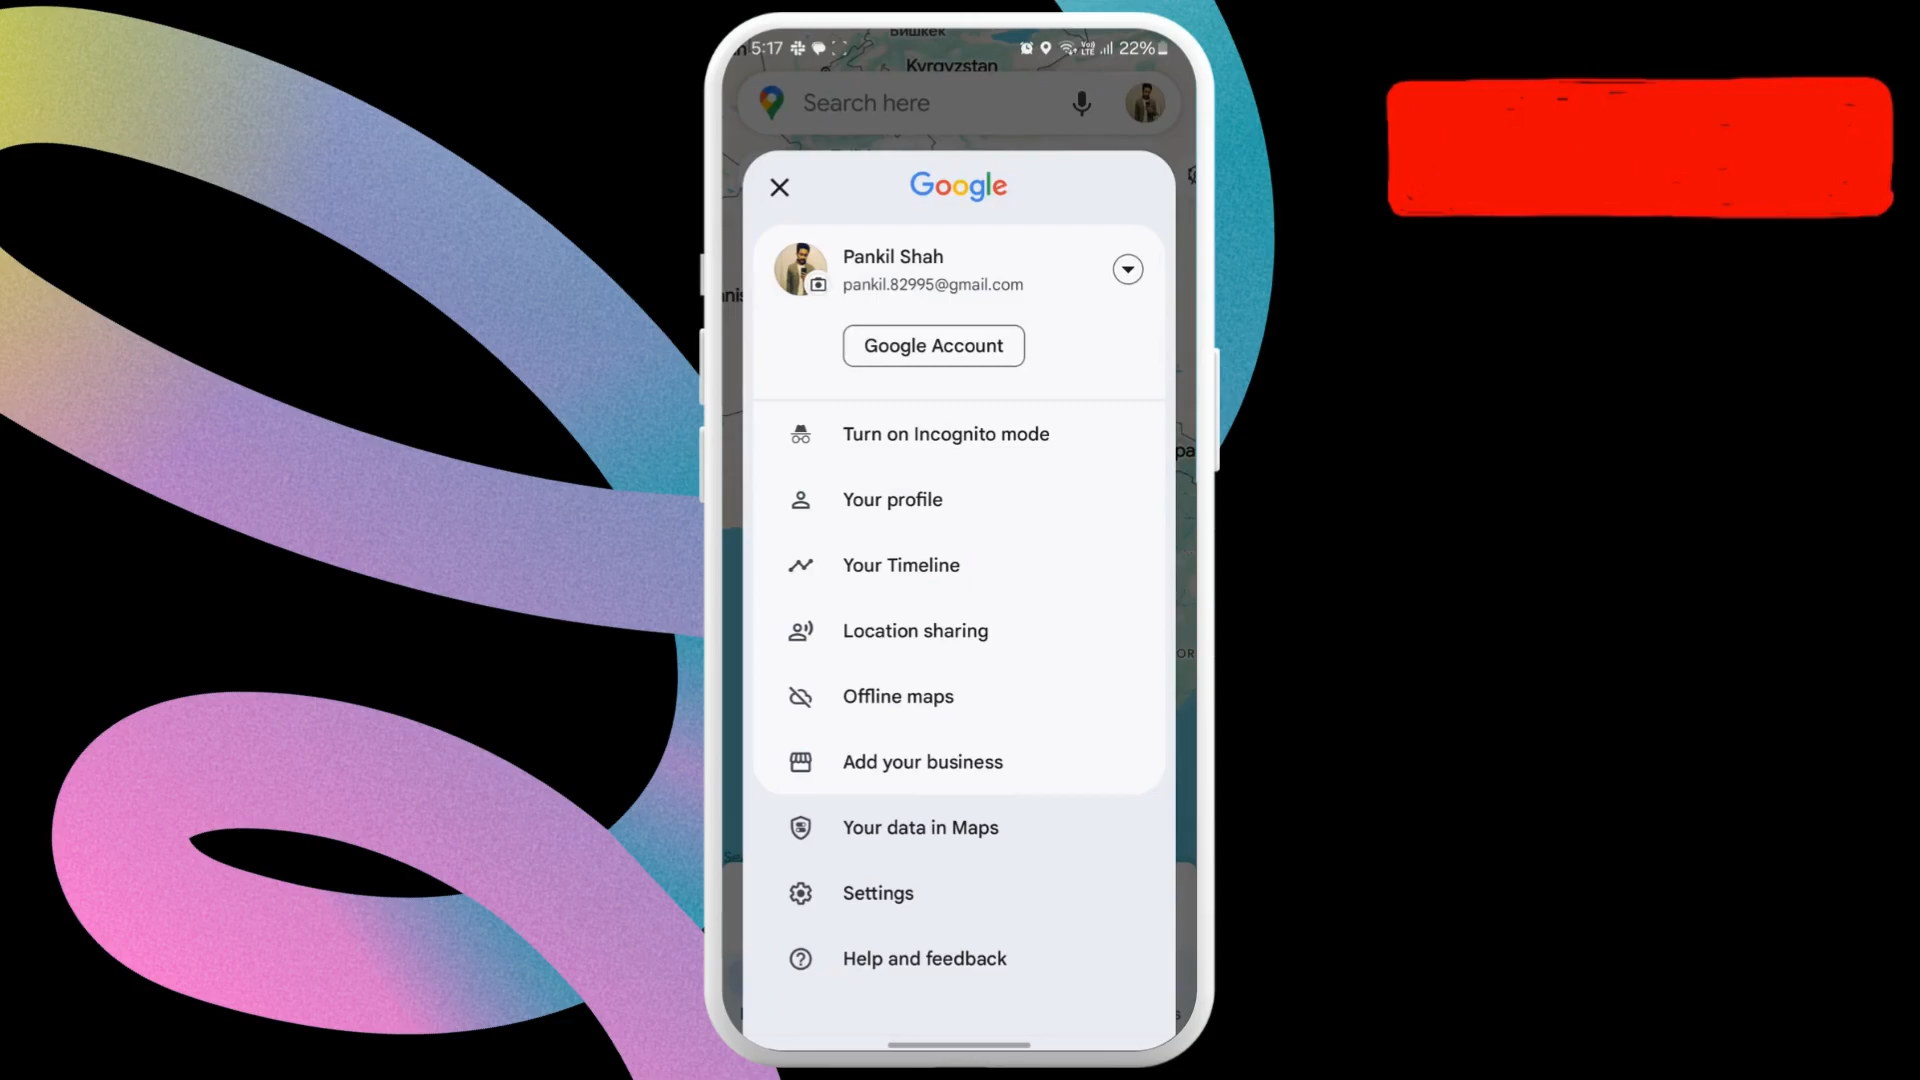 Бишкек
5:17
22%
Kyrgyzstan
Search here
Google
Pankil Shah
pankil.82995@gmail.com
Google Account
Turn on Incognito mode
Your profile
Your Timeline
Location sharing
Offline maps
Add your business
Your data in Maps
Settings
Help and feedback